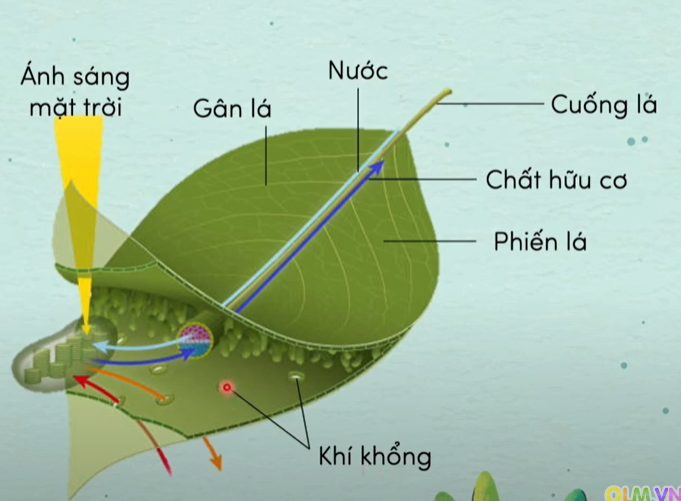 Ánh sáng
mặt trời
Gân lá
Nước
Cuống lá
Chất hữu cơ
Phiến lá
Khí khổng
OLM.VN